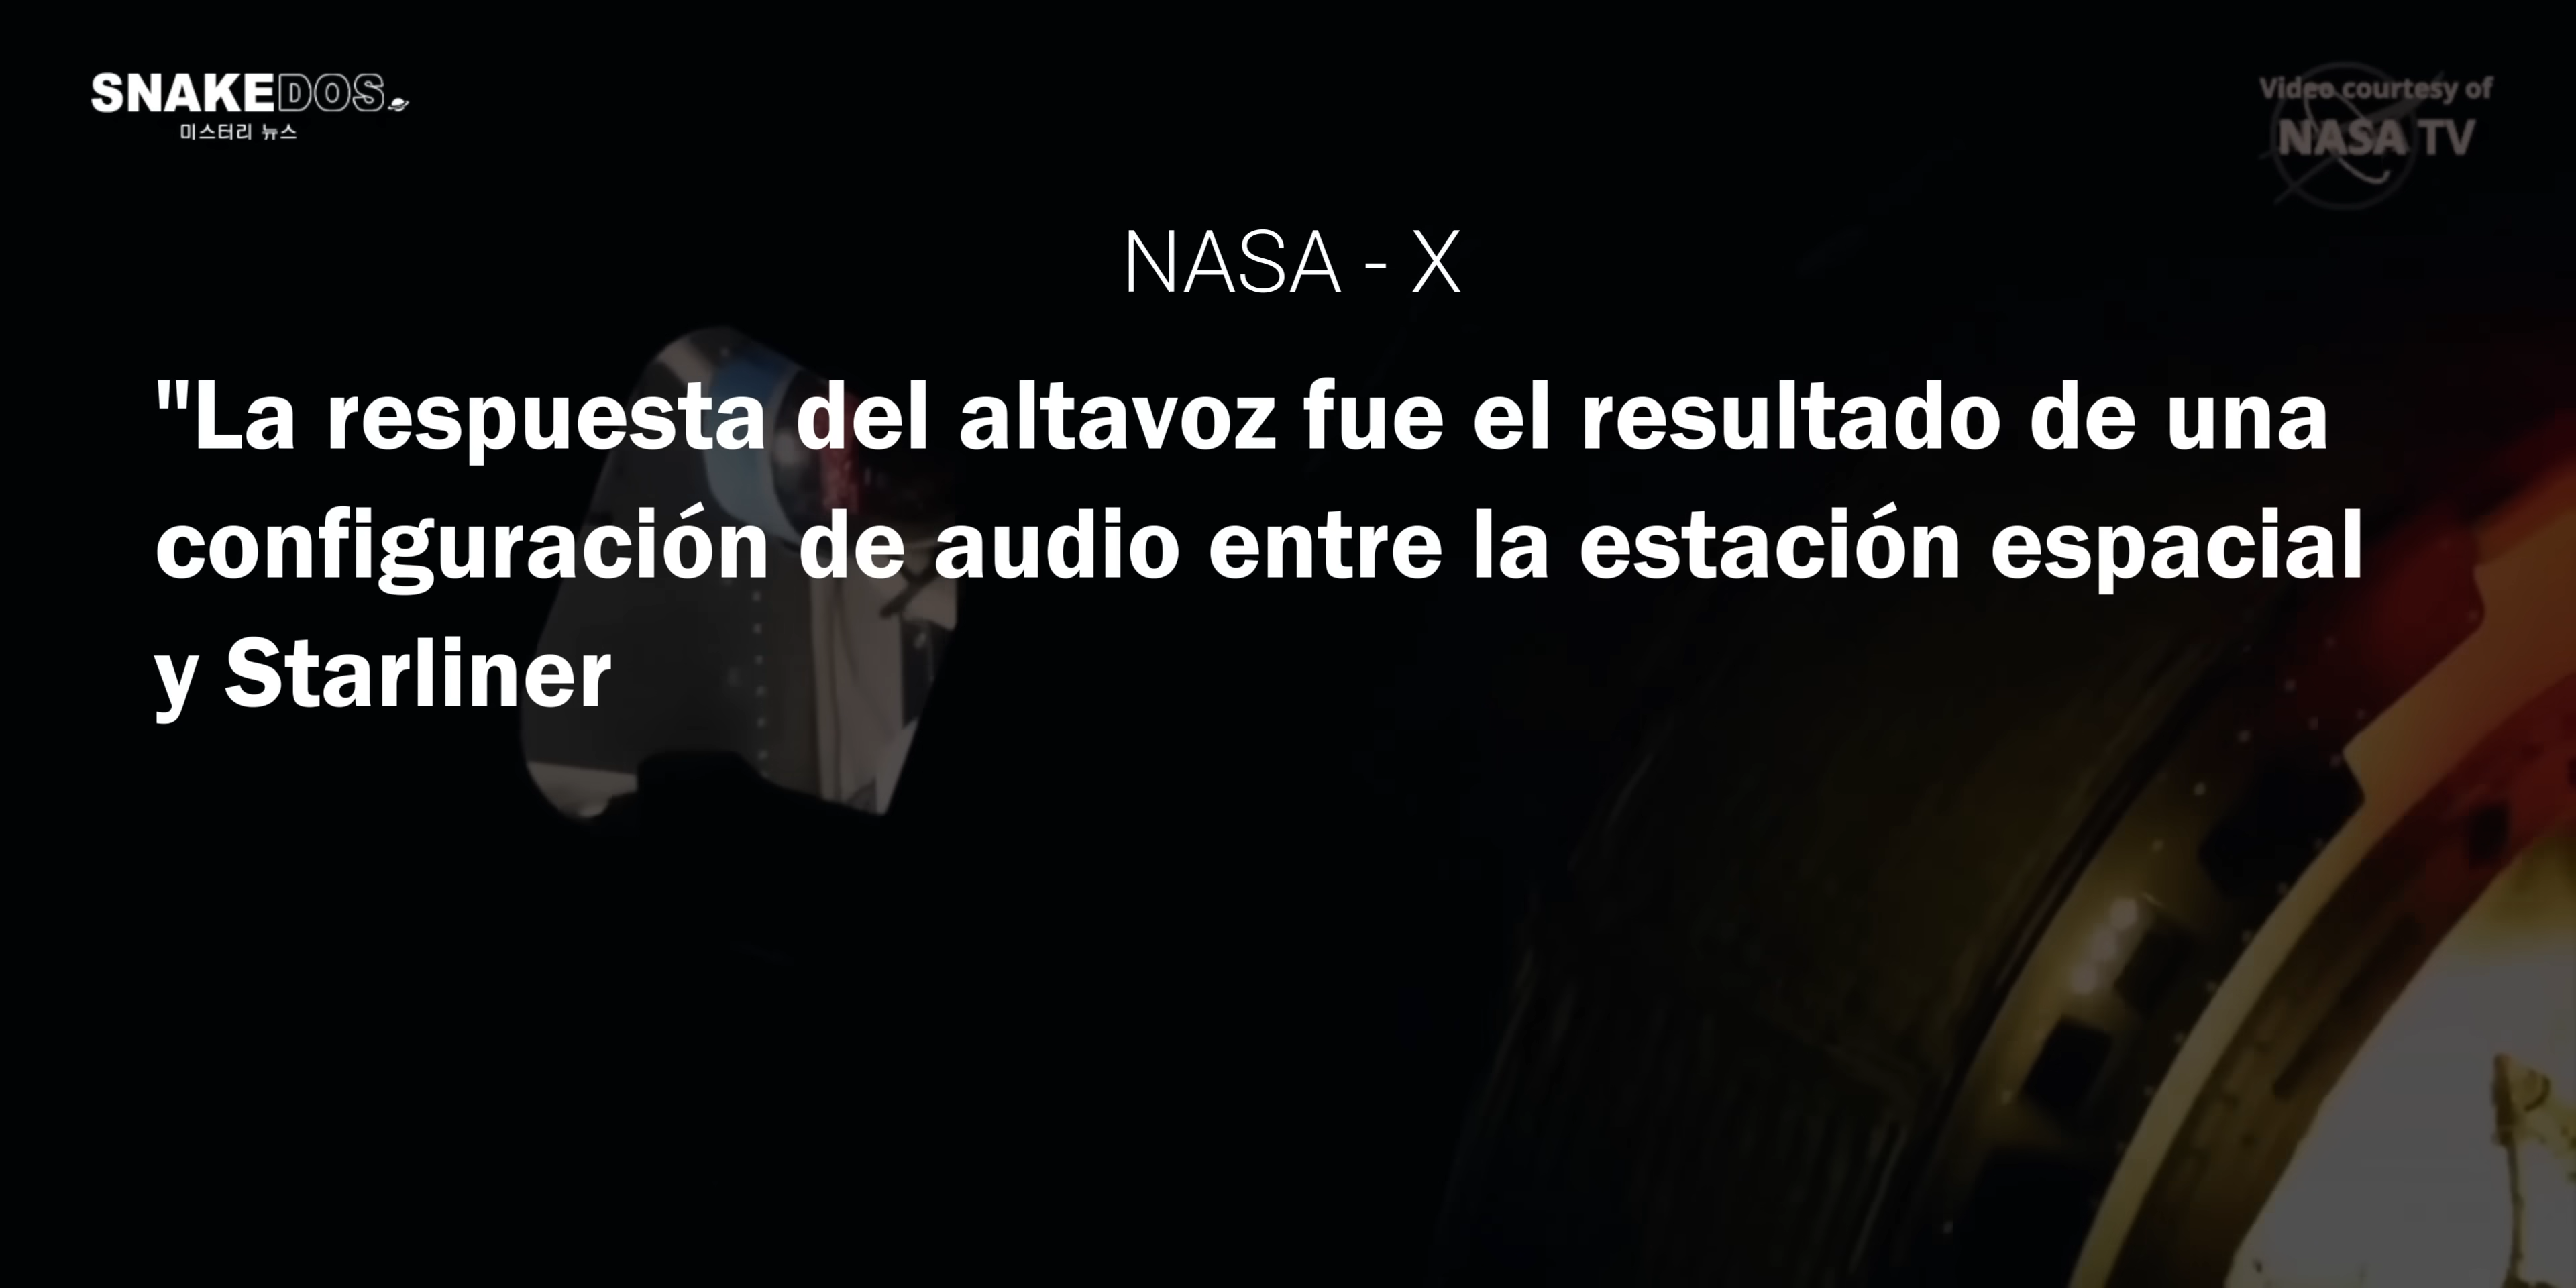 SNAKEDOS
미스터리 뉴스
Video courtesy of
NASA TV
NASA - X
"La respuesta del altavoz fue el resultado de una
configuración de audio entre la estación espacial
y Starliner